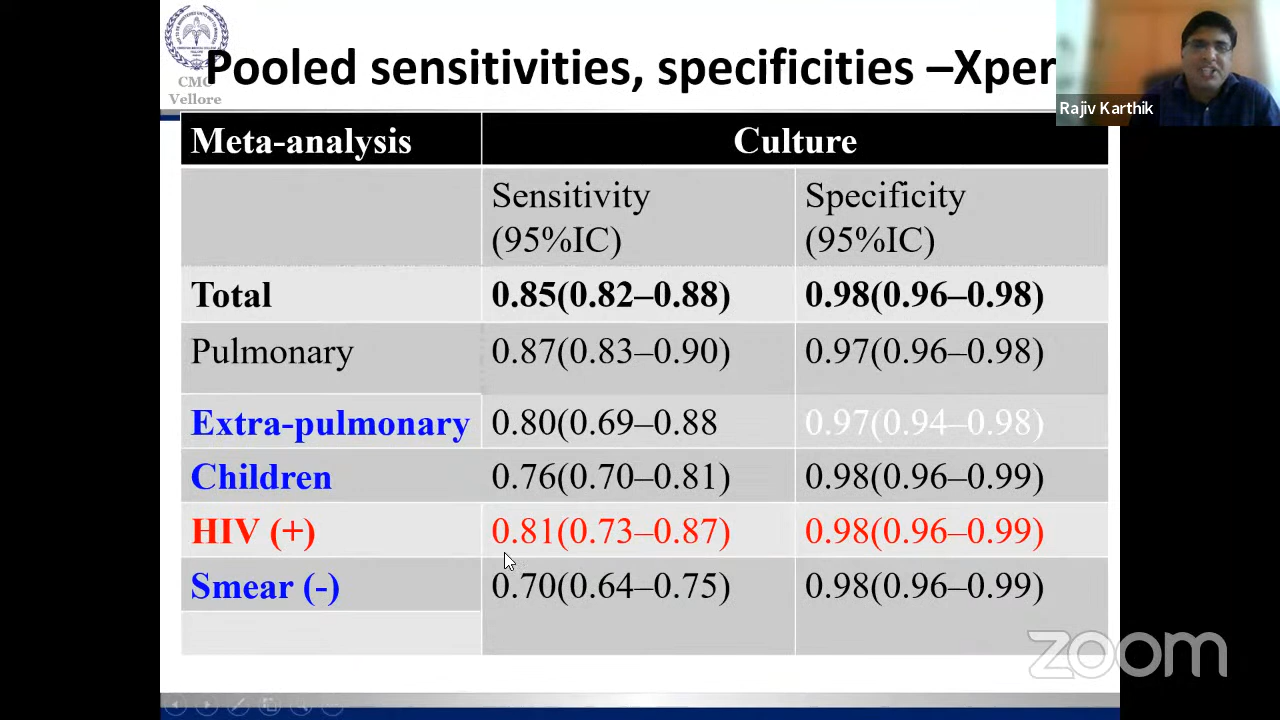 CMC
Vellore
Pooled sensitivities, specificities –Xper
Rajiv Karthik
Meta-analysis Culture
Sensitivity (95%IC) Specificity (95%IC)
Total 0.85(0.82–0.88) 0.98(0.96–0.98)
Pulmonary 0.87(0.83–0.90) 0.97(0.96–0.98)
Extra-pulmonary 0.80(0.69–0.88 0.97(0.94–0.98)
Children 0.76(0.70–0.81) 0.98(0.96–0.99)
HIV (+) 0.81(0.73–0.87) 0.98(0.96–0.99)
Smear (-) 0.70(0.64–0.75) 0.98(0.96–0.99)
zoom